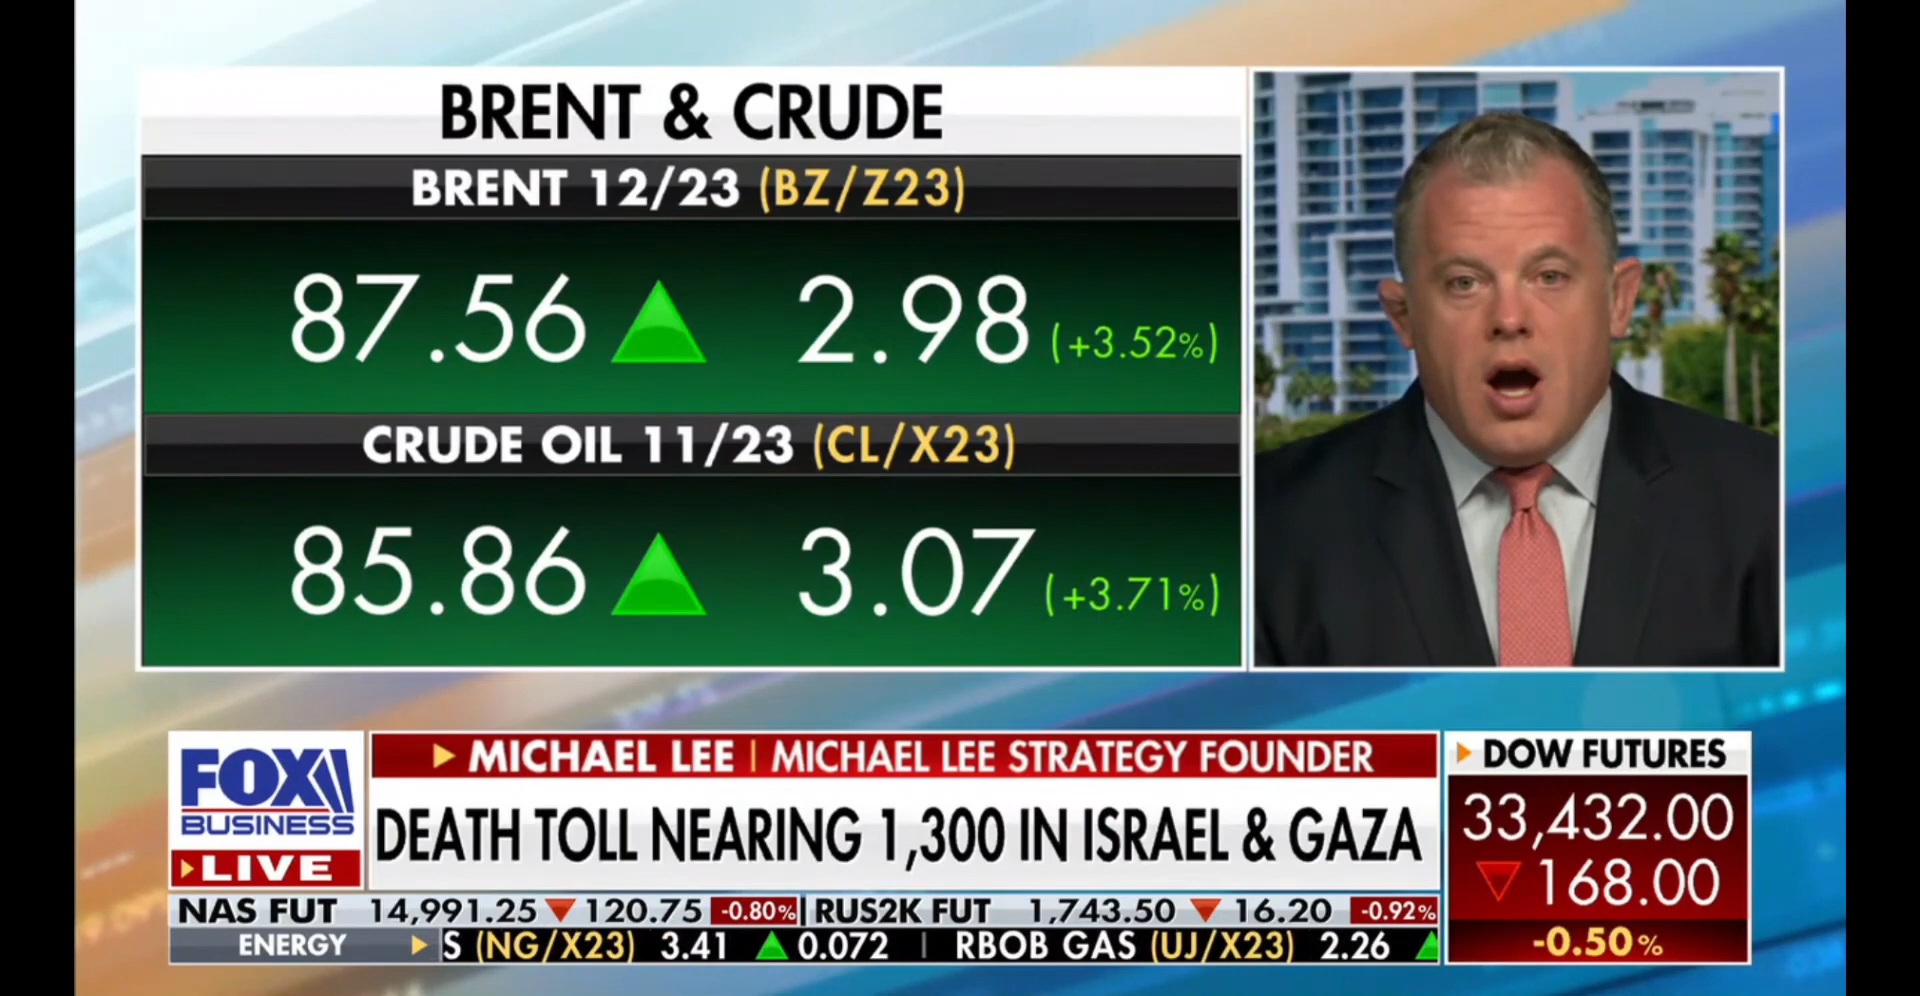 BRENT & CRUDE
BRENT 12/23 (BZ/Z23)
87.56 ▲ 2.98 (+3.52%)
CRUDE OIL 11/23 (CL/X23)
85.86 ▲ 3.07 (+3.71%)
FOX BUSINESS
LIVE
MICHAEL LEE | MICHAEL LEE STRATEGY FOUNDER
DEATH TOLL NEARING 1,300 IN ISRAEL & GAZA
DOW FUTURES
33,432.00
▼ 168.00
-0.50%
NAS FUT 14,991.25 ▼ 120.75 -0.80% | RUS2K FUT 1,743.50 ▼ 16.20 -0.92%
ENERGY S (NG/X23) 3.41 ▲ 0.072 | RBOB GAS (UJ/X23) 2.26 ▲